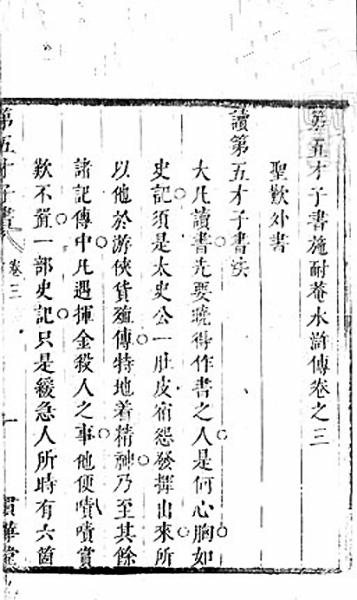 第五才子書施耐菴水滸傳卷之三
聖歎外書
讀第五才子書法
大凡讀書先要曉得作書之人是何心胸如
史記須是太史公一肚皮宿怨發揮出來所
以他於游俠貨殖傳特地着精神乃至其餘
諸記傳中凡遇揮金殺人之事他便嘖嘖賞
歎不置一部史記只是緩急人所時有六箇
第五才子書 卷三 一 貫華堂